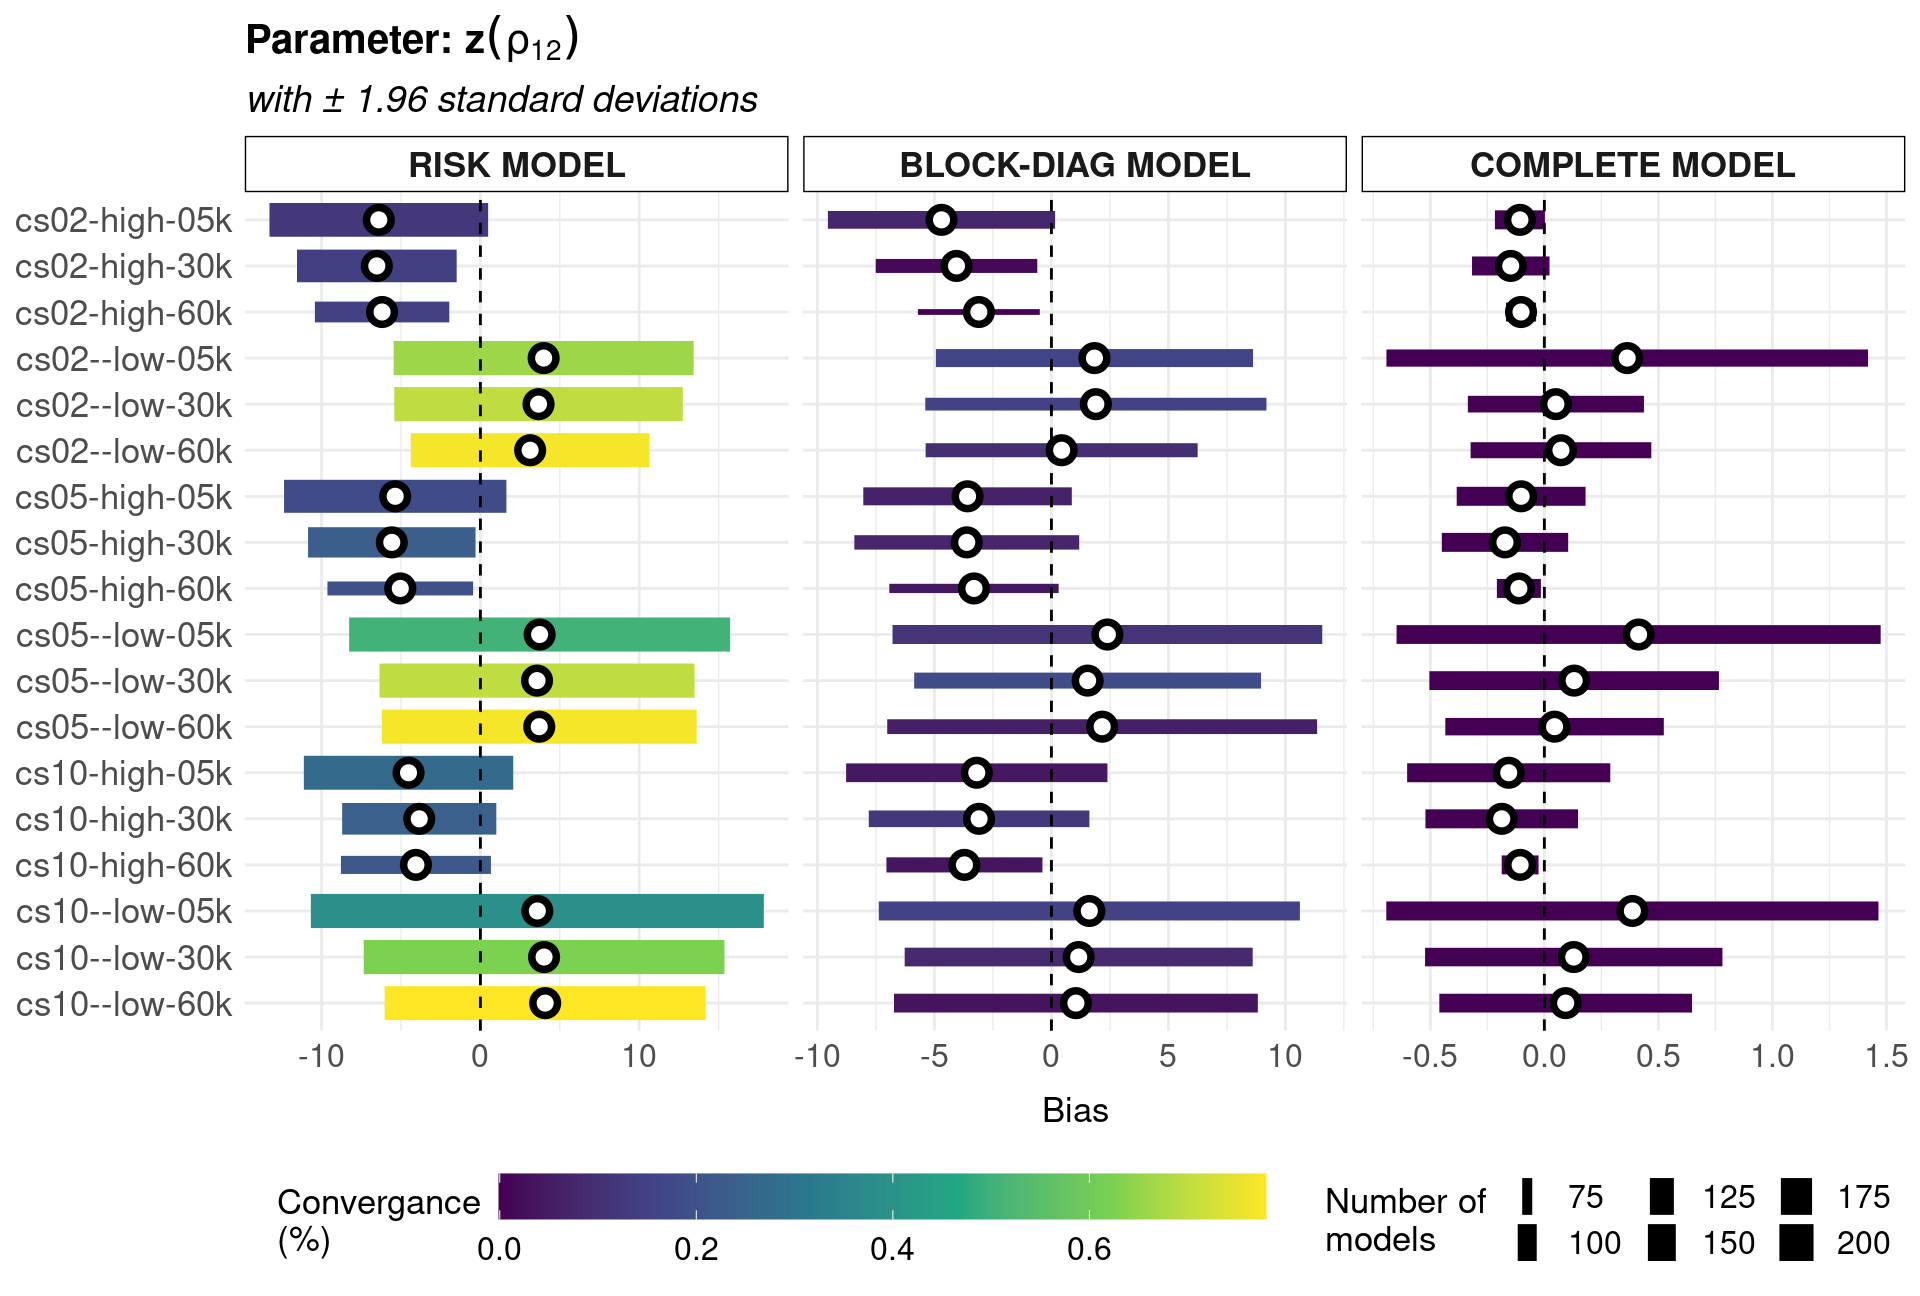 Parameter: z(ρ12)
with ± 1.96 standard deviations
RISK MODEL
BLOCK-DIAG MODEL
COMPLETE MODEL
cs02-high-05k
cs02-high-30k
cs02-high-60k
cs02--low-05k
cs02--low-30k
cs02--low-60k
cs05-high-05k
cs05-high-30k
cs05-high-60k
cs05--low-05k
cs05--low-30k
cs05--low-60k
cs10-high-05k
cs10-high-30k
cs10-high-60k
cs10--low-05k
cs10--low-30k
cs10--low-60k
-10 0 10
-10 -5 0 5 10
-0.5 0.0 0.5 1.0 1.5
Bias
Convergance
(%)
0.0 0.2 0.4 0.6
Number of
models
75 125 175
100 150 200